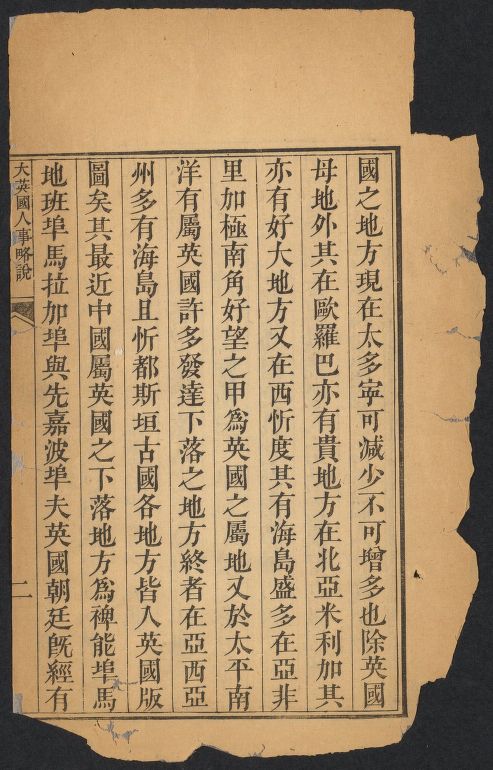 國之地方現在太多寧可減少不可增多也除英國
母地外其在歐羅巴亦有貴地方在北亞米利加其
亦有好大地方又在西忻度其有海島盛多在亞非
里加極南角好望之甲爲英國之屬地又於太平南
洋有屬英國許多發達下落之地方終者在亞西亞
州多有海島且忻都斯垣古國各地方皆入英國版
圖矣其最近中國屬英國之下落地方爲裨能埠馬
地班埠馬拉加埠與先嘉波埠夫英國朝廷旣經有
大英國人事略說
二